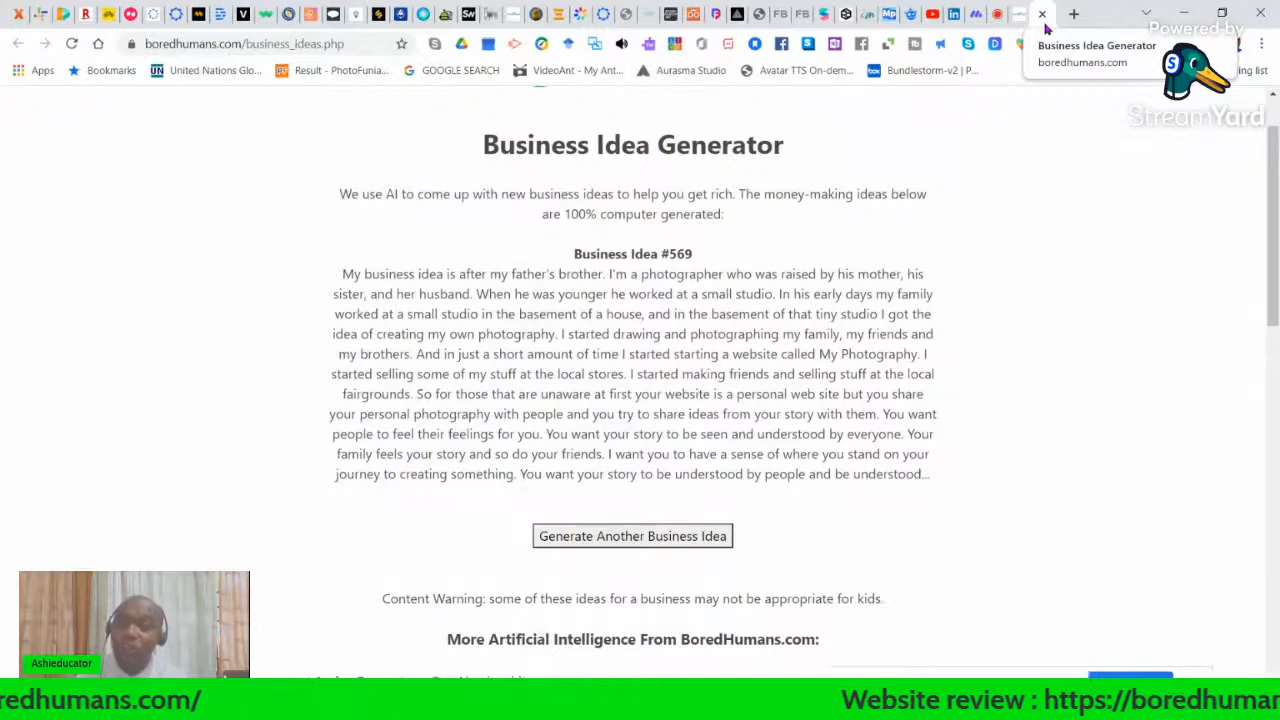 boredhumans.com/business_ideas.php
Powered by
StreamYard
Business Idea Generator
boredhumans.com
Apps
Bookmarks
United Nations Glo...
Result - PhotoFunia...
GOOGLE SEARCH
VideoAnt - My Ant...
Aurasma Studio
Avatar TTS On-dem...
Bundlestorm-v2 | P...
Business Idea Generator
We use AI to come up with new business ideas to help you get rich. The money-making ideas below
are 100% computer generated:
Business Idea #569
My business idea is after my father's brother. I'm a photographer who was raised by his mother, his
sister, and her husband. When he was younger he worked at a small studio. In his early days my family
worked at a small studio in the basement of a house, and in the basement of that tiny studio I got the
idea of creating my own photography. I started drawing and photographing my family, my friends and
my brothers. And in just a short amount of time I started starting a website called My Photography. I
started selling some of my stuff at the local stores. I started making friends and selling stuff at the local
fairgrounds. So for those that are unaware at first your website is a personal web site but you share
your personal photography with people and you try to share ideas from your story with them. You want
people to feel their feelings for you. You want your story to be seen and understood by everyone. Your
family feels your story and so do your friends. I want you to have a sense of where you stand on your
journey to creating something. You want your story to be understood by people and be understood...
Generate Another Business Idea
Content Warning: some of these ideas for a business may not be appropriate for kids.
More Artificial Intelligence From BoredHumans.com:
Ashieducator
oredhumans.com/
Website review : https://boredhuman